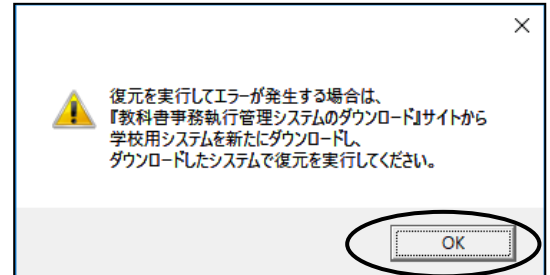 復元を実行してエラーが発生する場合は、
『教科書事務執行管理システムのダウンロード』サイトから
学校用システムを新たにダウンロードし、
ダウンロードしたシステムで復元を実行してください。
OK